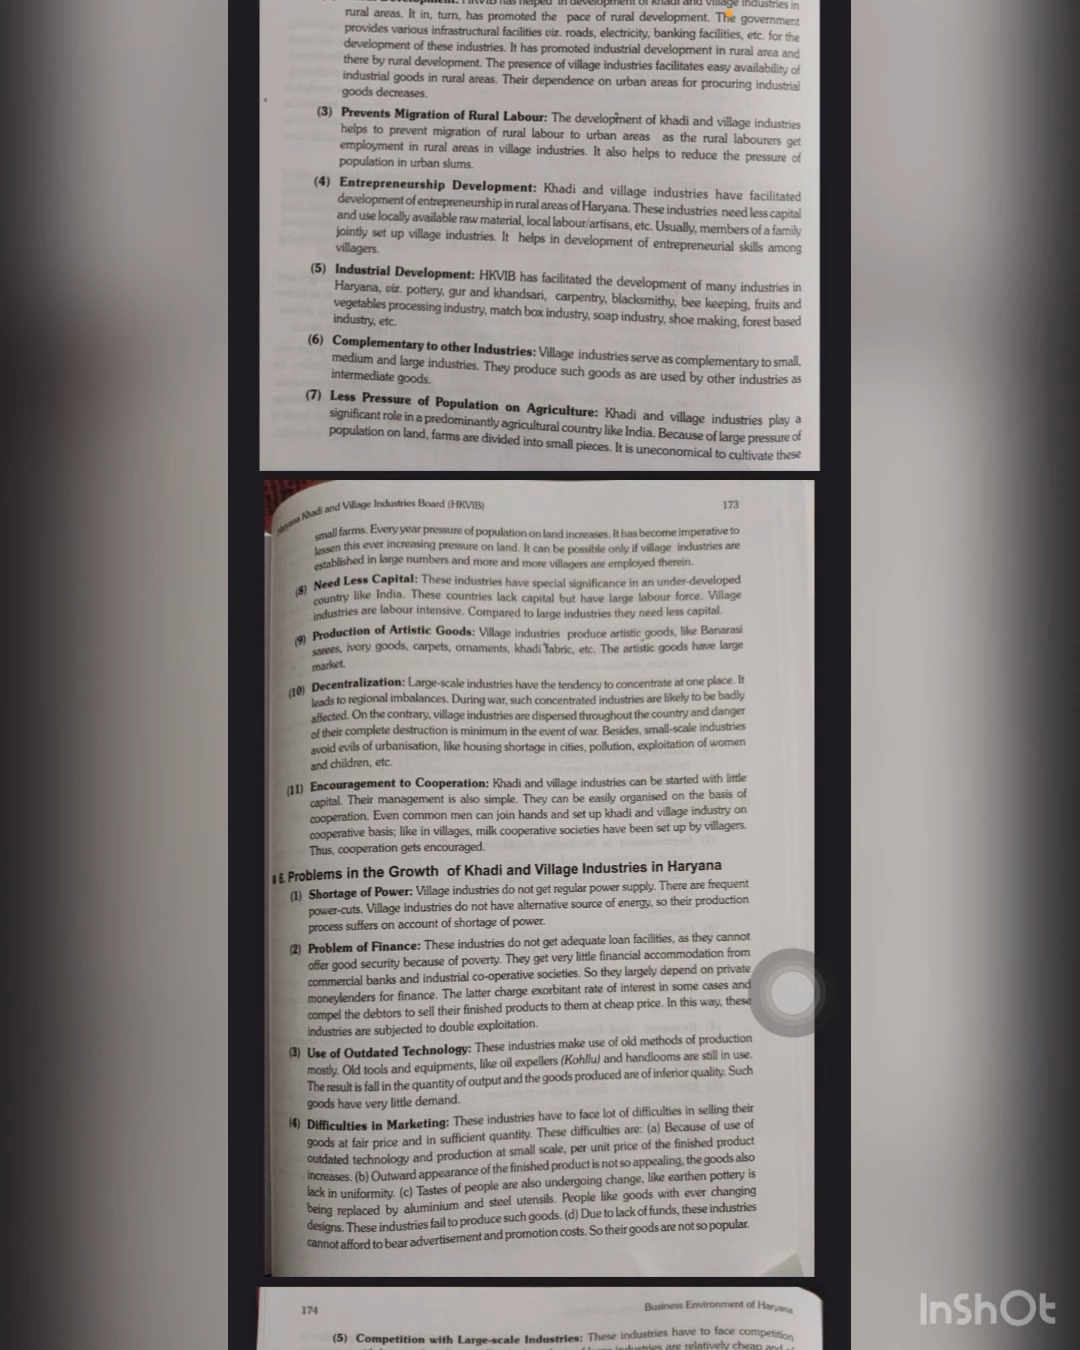 HKVIB has helped in development of khadi and village industries in
rural areas. It in, turn, has promoted the pace of rural development. The government
provides various infrastructural facilities viz. roads, electricity, banking facilities, etc. for the
development of these industries. It has promoted industrial development in rural area and
there by rural development. The presence of village industries facilitates easy availability of
industrial goods in rural areas. Their dependence on urban areas for procuring industrial
goods decreases.
(3) Prevents Migration of Rural Labour: The development of khadi and village industries
helps to prevent migration of rural labour to urban areas as the rural labourers get
employment in rural areas in village industries. It also helps to reduce the pressure of
population in urban slums.
(4) Entrepreneurship Development: Khadi and village industries have facilitated
development of entrepreneurship in rural areas of Haryana. These industries need less capital
and use locally available raw material, local labour/artisans, etc. Usually, members of a family
jointly set up village industries. It helps in development of entrepreneurial skills among
villagers.
(5) Industrial Development: HKVIB has facilitated the development of many industries in
Haryana, viz. pottery, gur and khandsari, carpentry, blacksmithy, bee keeping, fruits and
vegetables processing industry, match box industry, soap industry, shoe making, forest based
industry, etc.
(6) Complementary to other Industries: Village industries serve as complementary to small,
medium and large industries. They produce such goods as are used by other industries as
intermediate goods.
(7) Less Pressure of Population on Agriculture: Khadi and village industries play a
significant role in a predominantly agricultural country like India. Because of large pressure of
population on land, farms are divided into small pieces. It is uneconomical to cultivate these
Haryana Khadi and Village Industries Board (HKVIB) 173
small farms. Every year pressure of population on land increases. It has become imperative to
lessen this ever increasing pressure on land. It can be possible only if village industries are
established in large numbers and more and more villagers are employed therein.
(8) Need Less Capital: These industries have special significance in an under-developed
country like India. These countries lack capital but have large labour force. Village
industries are labour intensive. Compared to large industries they need less capital.
(9) Production of Artistic Goods: Village industries produce artistic goods, like Banarasi
sarees, ivory goods, carpets, ornaments, khadi fabric, etc. The artistic goods have large
market.
(10) Decentralization: Large-scale industries have the tendency to concentrate at one place. It
leads to regional imbalances. During war, such concentrated industries are likely to be badly
affected. On the contrary, village industries are dispersed throughout the country and danger
of their complete destruction is minimum in the event of war. Besides, small-scale industries
avoid evils of urbanisation, like housing shortage in cities, pollution, exploitation of women
and children, etc.
(11) Encouragement to Cooperation: Khadi and village industries can be started with little
capital. Their management is also simple. They can be easily organised on the basis of
cooperation. Even common men can join hands and set up khadi and village industry on
cooperative basis; like in villages, milk cooperative societies have been set up by villagers.
Thus, cooperation gets encouraged.
6. Problems in the Growth of Khadi and Village Industries in Haryana
(1) Shortage of Power: Village industries do not get regular power supply. There are frequent
power-cuts. Village industries do not have alternative source of energy, so their production
process suffers on account of shortage of power.
(2) Problem of Finance: These industries do not get adequate loan facilities, as they cannot
offer good security because of poverty. They get very little financial accommodation from
commercial banks and industrial co-operative societies. So they largely depend on private
moneylenders for finance. The latter charge exorbitant rate of interest in some cases and
compel the debtors to sell their finished products to them at cheap price. In this way, these
industries are subjected to double exploitation.
(3) Use of Outdated Technology: These industries make use of old methods of production
mostly. Old tools and equipments, like oil expellers (Kohllu) and handlooms are still in use.
The result is fall in the quantity of output and the goods produced are of inferior quality. Such
goods have very little demand.
(4) Difficulties in Marketing: These industries have to face lot of difficulties in selling their
goods at fair price and in sufficient quantity. These difficulties are: (a) Because of use of
outdated technology and production at small scale, per unit price of the finished product
increases. (b) Outward appearance of the finished product is not so appealing, the goods also
lack in uniformity. (c) Tastes of people are also undergoing change, like earthen pottery is
being replaced by aluminium and steel utensils. People like goods with ever changing
designs. These industries fail to produce such goods. (d) Due to lack of funds, these industries
cannot afford to bear advertisement and promotion costs. So their goods are not so popular.
174 Business Environment of Haryana
(5) Competition with Large-scale Industries: These industries have to face competition
industries are relatively cheap and of
InShOt